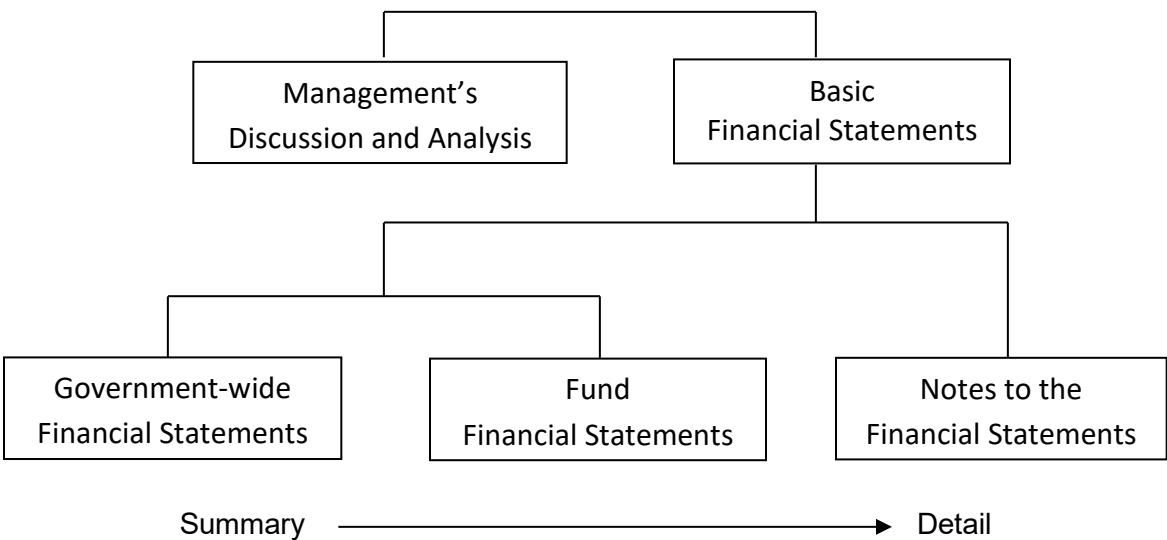 Management’s
Discussion and Analysis
Basic
Financial Statements
Government-wide
Financial Statements
Fund
Financial Statements
Notes to the
Financial Statements
Summary
Detail